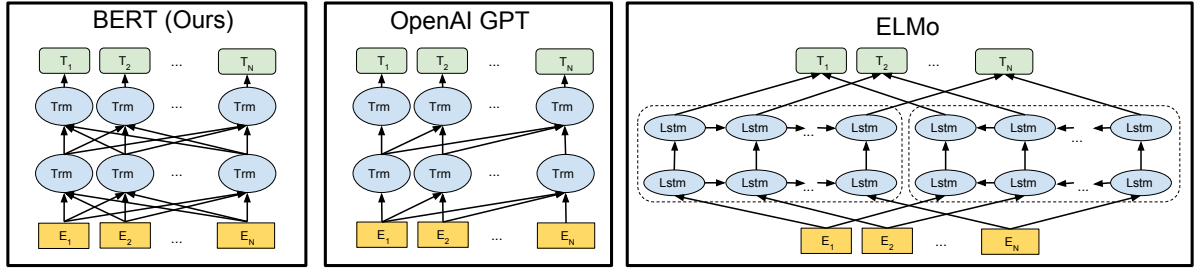 BERT (Ours)
T1 T2 ... TN
Trm Trm ... Trm
Trm Trm ... Trm
E1 E2 ... EN
OpenAI GPT
T1 T2 ... TN
Trm Trm ... Trm
Trm Trm ... Trm
E1 E2 ... EN
ELMo
T1 T2 ... TN
Lstm Lstm ... Lstm Lstm Lstm ... Lstm
Lstm Lstm ... Lstm Lstm Lstm ... Lstm
E1 E2 ... EN